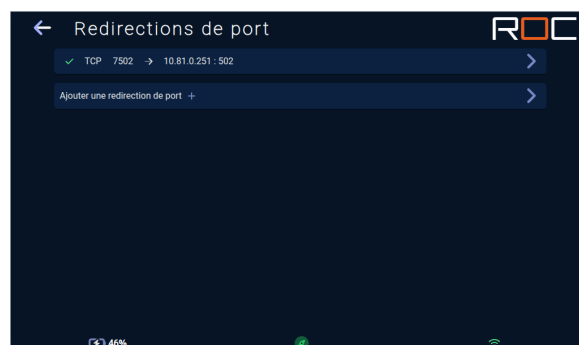 Redirections de port
ROC
TCP 7502 → 10.81.0.251 : 502
Ajouter une redirection de port +
46%